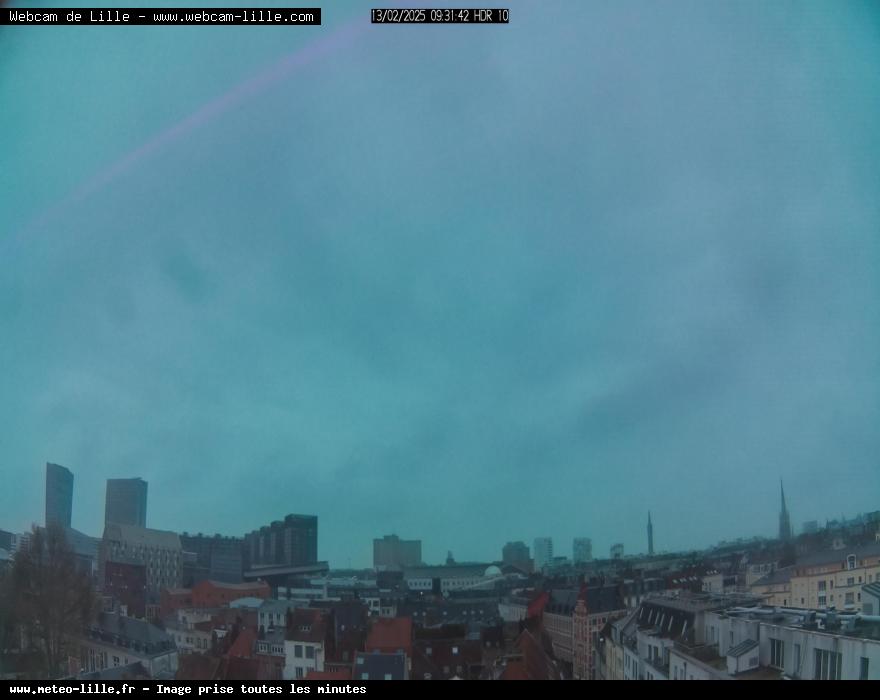 Webcam de Lille - www.webcam-lille.com
13/02/2025 09:31:42 HDR 10
www.meteo-lille.fr - Image prise toutes les minutes